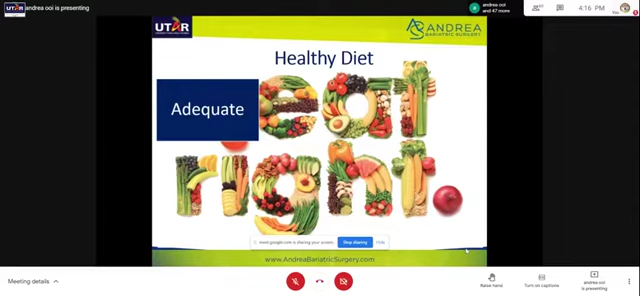 UTAR
andrea ooi is presenting
andrea ooi
and 47 more
4:16 PM
You
UTAR
ANDREA
BARIATRIC SURGERY
Healthy Diet
Adequate
eat
right.
meet.google.com is sharing your screen.
Stop sharing
Hide
www.AndreaBariatricSurgery.com
Meeting details
Raise hand
Turn on captions
andrea ooi
is presenting